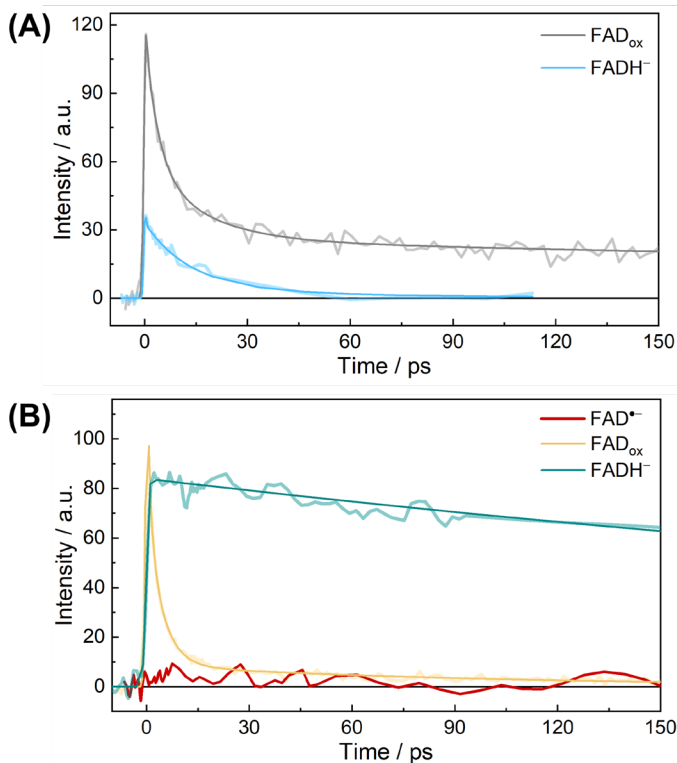 (A)
120
90
60
30
0
Intensity / a.u.
FADox
FADH−
0 30 60 90 120 150
Time / ps
(B)
100
80
60
40
20
0
Intensity / a.u.
FAD•−
FADox
FADH−
0 30 60 90 120 150
Time / ps